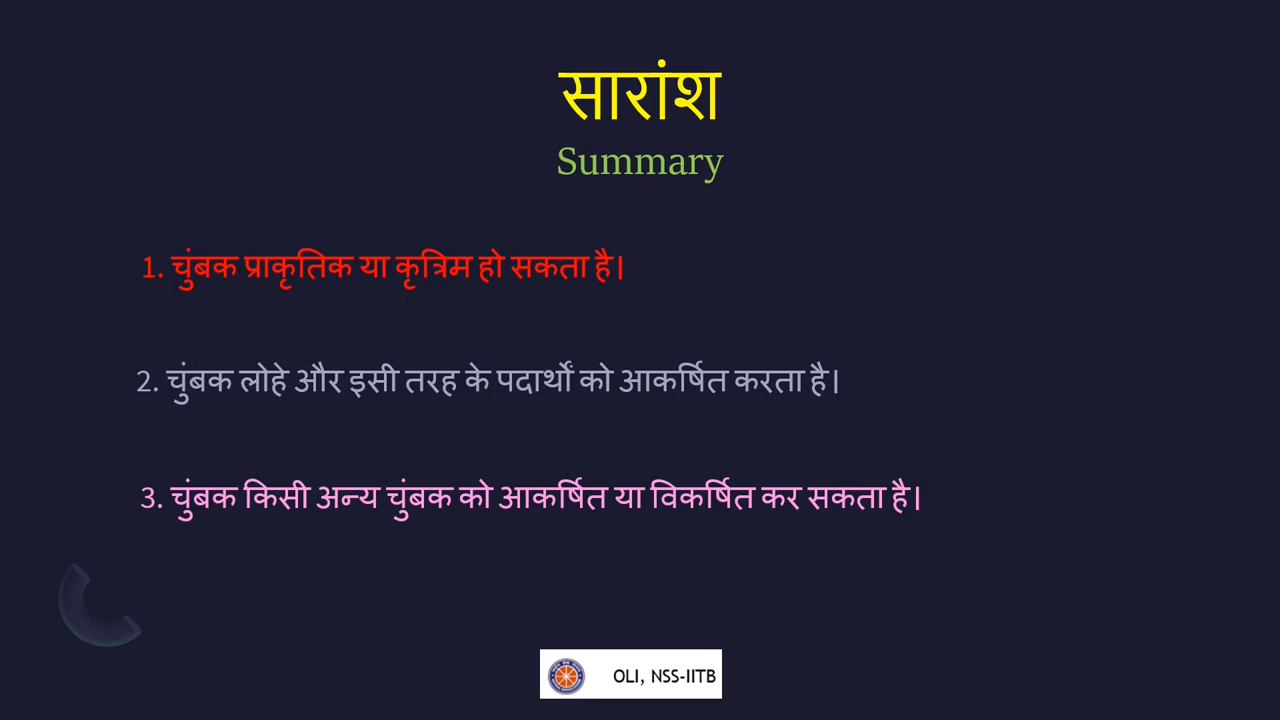 सारांश
Summary
1. चुंबक प्राकृतिक या कृत्रिम हो सकता है।
2. चुंबक लोहे और इसी तरह के पदार्थों को आकर्षित करता है।
3. चुंबक किसी अन्य चुंबक को आकर्षित या विकर्षित कर सकता है।
OLI, NSS-IITB